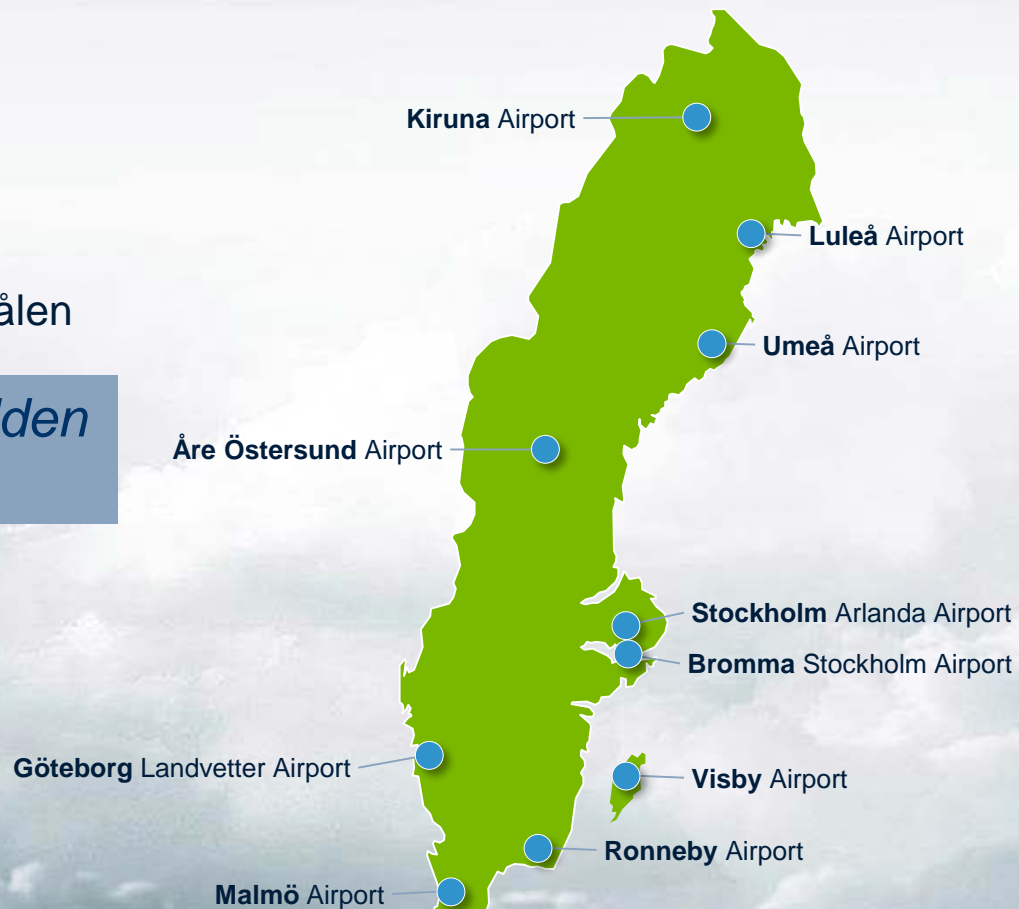 Kiruna Airport
Luleå Airport
ålen
Umeå Airport
lden
Åre Östersund Airport
Stockholm Arlanda Airport
Bromma Stockholm Airport
Göteborg Landvetter Airport
Visby Airport
Ronneby Airport
Malmö Airport